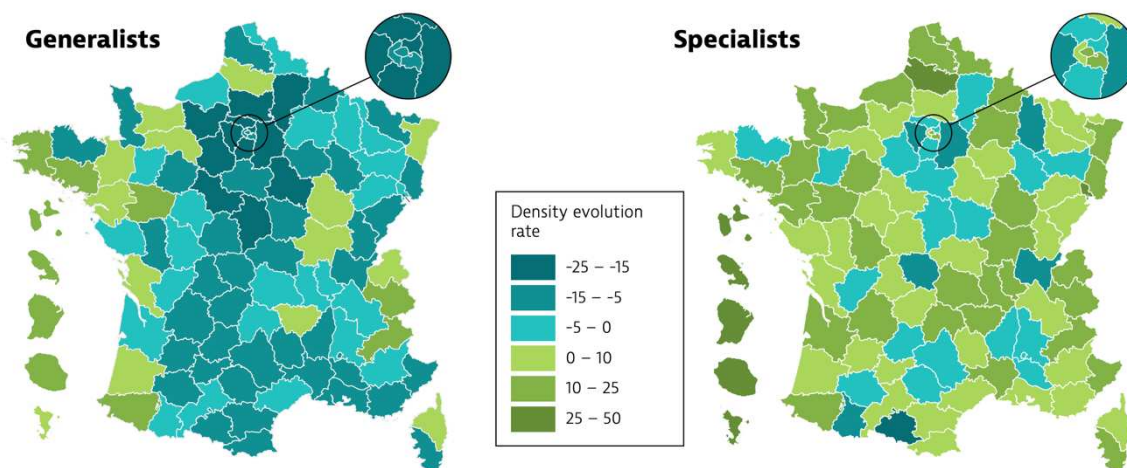 Generalists
Specialists
Density evolution
rate
-25 – -15
-15 – -5
-5 – 0
0 – 10
10 – 25
25 – 50